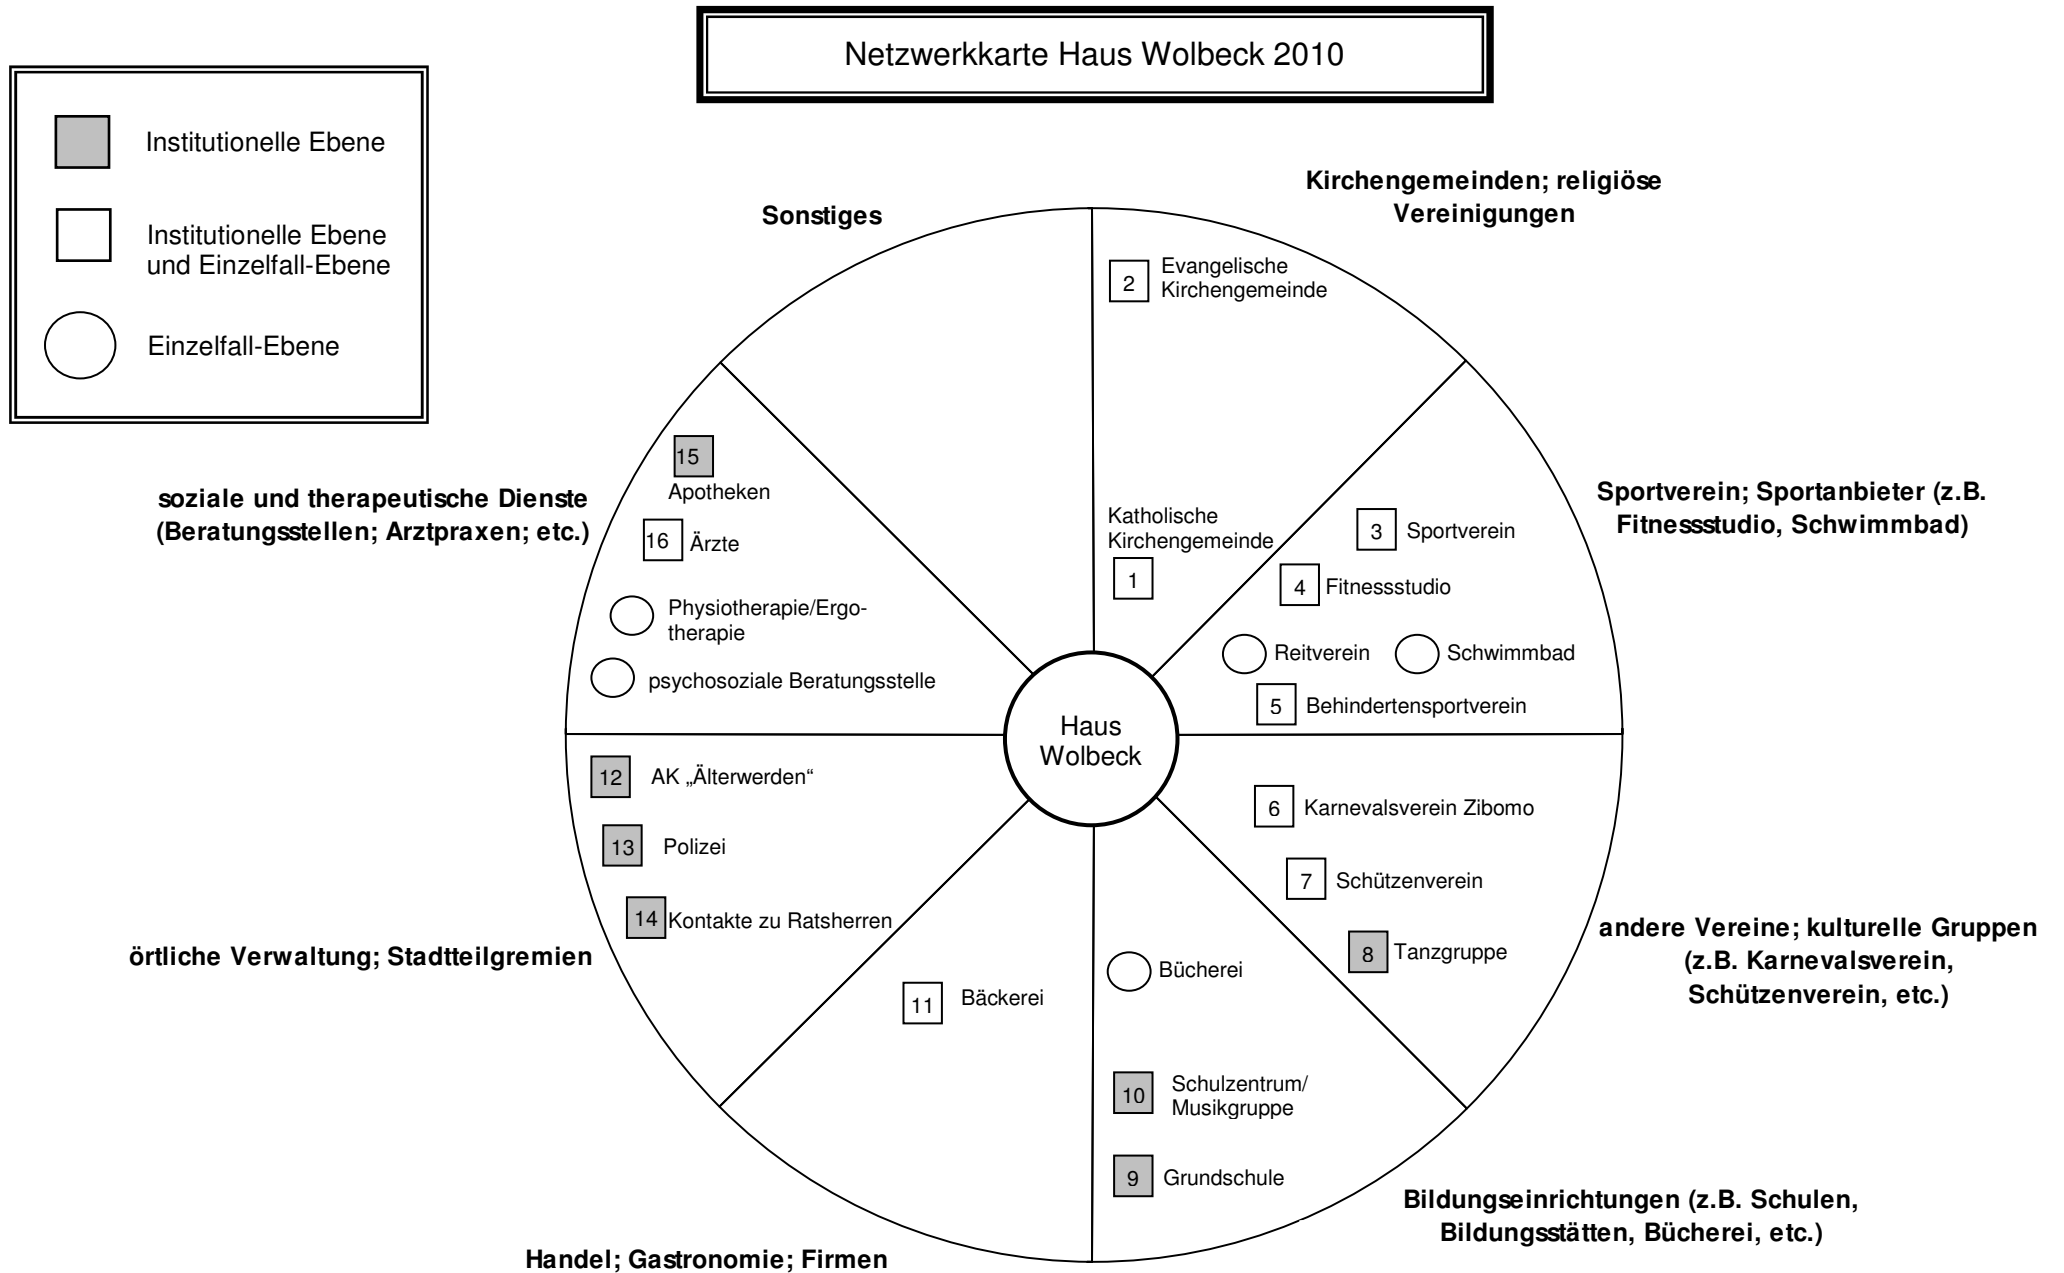 Netzwerkkarte Haus Wolbeck 2010
Institutionelle Ebene
Institutionelle Ebene
und Einzelfall-Ebene
Einzelfall-Ebene
Sonstiges
Kirchengemeinden; religiöse
Vereinigungen
2
Evangelische
Kirchengemeinde
Katholische
Kirchengemeinde
1
Sportverein; Sportanbieter (z.B.
Fitnessstudio, Schwimmbad)
3 Sportverein
4 Fitnessstudio
Reitverein
Schwimmbad
5 Behindertensportverein
Haus
Wolbeck
6 Karnevalsverein Zibomo
7 Schützenverein
8 Tanzgruppe
andere Vereine; kulturelle Gruppen
(z.B. Karnevalsverein,
Schützenverein, etc.)
Bücherei
10
Schulzentrum/
Musikgruppe
9 Grundschule
Bildungseinrichtungen (z.B. Schulen,
Bildungsstätten, Bücherei, etc.)
11 Bäckerei
Handel; Gastronomie; Firmen
12 AK „Älterwerden“
13 Polizei
14 Kontakte zu Ratsherren
örtliche Verwaltung; Stadtteilgremien
15
Apotheken
16 Ärzte
Physiotherapie/Ergo-
therapie
psychosoziale Beratungsstelle
soziale und therapeutische Dienste
(Beratungsstellen; Arztpraxen; etc.)